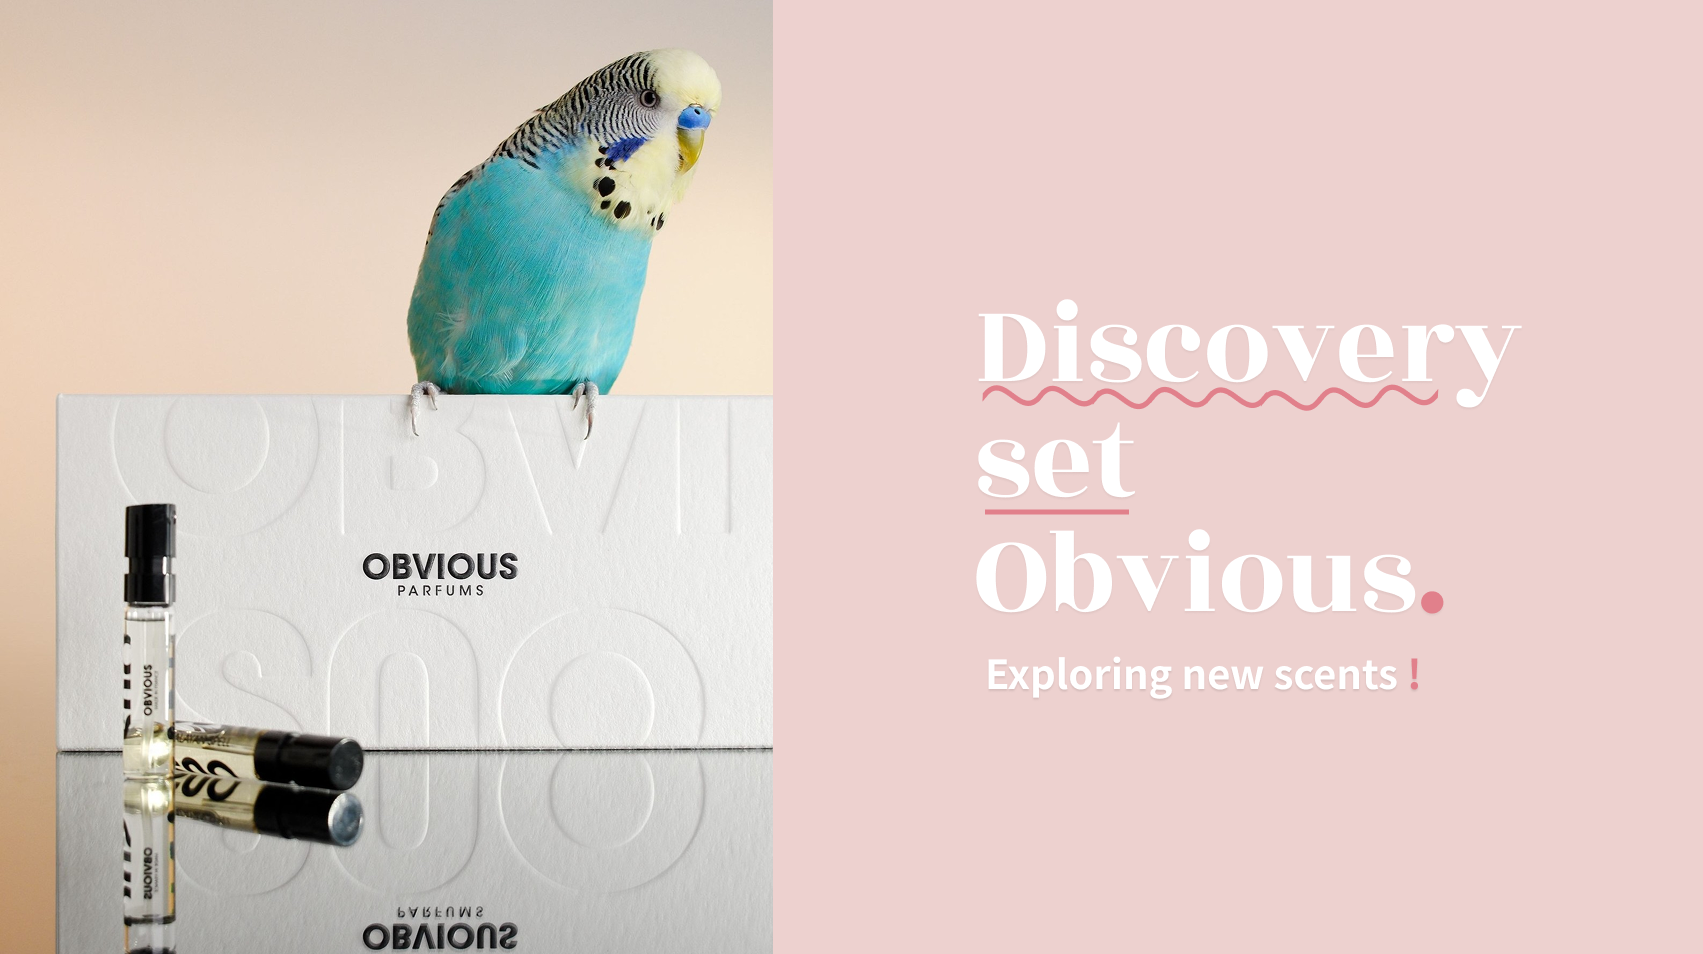 OBVIOUS
PARFUMS
OBVIOUS
Discovery
set
Obvious.
Exploring new scents !